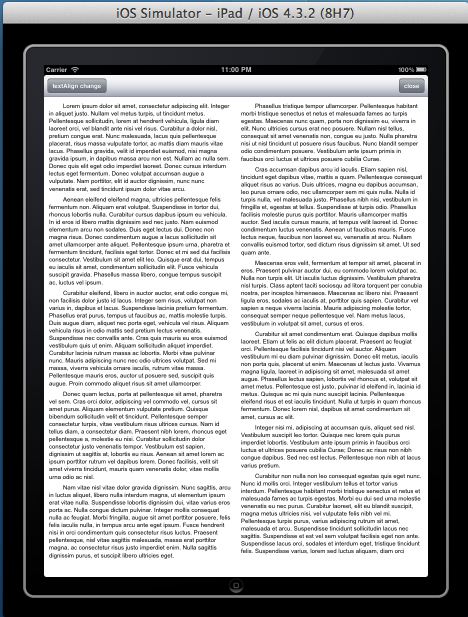 iOS Simulator – iPad / iOS 4.3.2 (8H7)
Carrier 11:00 PM 100%
textAlign change close
Lorem ipsum dolor sit amet, consectetur adipiscing elit. Integer
in aliquet justo. Nullam vel metus turpis, ut tincidunt metus.
Pellentesque sollicitudin, lorem at hendrerit vehicula, ligula diam
laoreet orci, vel blandit ante nisi vel risus. Curabitur a dolor nisl,
pretium congue erat. Nunc malesuada, lacus quis pellentesque
placerat, risus massa vulputate tortor, ac mattis diam mauris vitae
lacus. Phasellus gravida, velit id imperdiet molestie, nisi magna
gravida ipsum, in dapibus massa arcu non est. Nullam ac sem sem.
Donec quis elit eget odio imperdiet laoreet. Donec cursus interdum
lectus eget fermentum. Donec volutpat accumsan augue a
vulputate. Nam porttitor, elit id auctor dignissim, nunc nunc
venenatis erat, sed tincidunt ipsum dolor vitae arcu.
Aenean eleifend eleifend magna, ultricies pellentesque felis
fermentum non. Aliquam erat volutpat. Suspendisse in tortor dui,
rhoncus lobortis nulla. Curabitur cursus dapibus ipsum eu vehicula.
In id eros id libero mattis dignissim eu vitae ante. Nam euismod
elementum arcu non sodales. Duis eget lectus dui. Donec non
magna risus. Donec condimentum augue a lacus sollicitudin sit
amet ullamcorper ante aliquet. Pellentesque ipsum urna, pharetra et
fermentum tincidunt, facilisis eget tortor. Donec et mi sed dui facilisis
consectetur. Vestibulum sit amet elit leo. Quisque erat dui, tempus
eu iaculis sit amet, condimentum sollicitudin elit. Fusce vehicula
suscipit gravida. Phasellus massa libero, congue tempus suscipit
ac, luctus vel ipsum.
Curabitur eleifend, libero in auctor auctor, erat odio congue mi,
non facilisis dolor justo id lacus. Integer sem risus, volutpat non
varius in, dapibus et lacus. Suspendisse lacinia pretium fermentum.
Phasellus erat purus, tempus ut faucibus ac, mattis molestie turpis.
Duis augue diam, aliquet nec porta eget, vehicula vel risus. Aliquam
vehicula risus in odio mattis sed pretium urna dignissim.
Suspendisse nec convallis ante. Cras quis mauris eu eros euismod
vestibulum quis ut enim. Aliquam sollicitudin aliquet imperdiet.
Curabitur lacinia rutrum massa ac lobortis. Morbi vitae pulvinar
nunc. Mauris adipiscing nunc nec odio ultrices volutpat. Sed mi
massa, viverra vehicula ornare iaculis, rutrum vitae massa.
Pellentesque mauris eros, auctor ut posuere sed, suscipit quis
augue. Proin commodo aliquet risus sit amet ullamcorper.
Donec quam lectus, porta at pellentesque sit amet, pharetra
vel sem. Cras orci dolor, adipiscing vel commodo vel, cursus sit
amet purus. Aliquam elementum vulputate pretium. Quisque
bibendum sollicitudin velit et tincidunt. Pellentesque semper
consectetur turpis, vitae vestibulum risus ultricies cursus. Nam id
tellus diam, a consectetur diam. Praesent nibh lorem, rhoncus eget
pellentesque a, molestie eu nisi. Curabitur sollicitudin dolor
consectetur justo venenatis tempor. Vestibulum est sapien,
dignissim ut sagittis at, lobortis eu risus. Aenean sit amet lorem ac
ipsum porttitor rutrum vel dapibus lorem. Donec facilisis, velit sit
amet viverra tincidunt, mauris quam venenatis dolor, vitae mollis
urna odio ac nisl.
Nam vitae nisl vitae dolor gravida dignissim. Nunc sagittis, arcu
in luctus aliquet, libero nulla interdum magna, ut elementum ipsum
erat vitae nulla. Suspendisse lobortis dignissim dui, vitae varius eros
porta ac. Nulla congue dictum pulvinar. Integer mollis consequat
nulla ac feugiat. Morbi fringilla, augue sit amet porttitor posuere, felis
felis iaculis nulla, in tempus arcu ante eget ipsum. Fusce hendrerit
nisi in orci condimentum quis consectetur risus luctus. Praesent
pellentesque, nisl vitae sagittis malesuada, massa erat porttitor
magna, ac consectetur risus justo imperdiet enim. Nulla sagittis
dignissim purus, et suscipit libero ultricies eget.
Phasellus tristique tempor ullamcorper. Pellentesque habitant
morbi tristique senectus et netus et malesuada fames ac turpis
egestas. Maecenas nunc quam, porta non dignissim eu, viverra in
elit. Nunc ultricies cursus erat nec posuere. Nullam nisl tellus,
consequat sit amet venenatis non, congue eu justo. Nulla pharetra
nisi ut nisl tincidunt ut posuere risus faucibus. Nunc blandit semper
odio condimentum posuere. Vestibulum ante ipsum primis in
faucibus orci luctus et ultrices posuere cubilia Curae.
Cras accumsan dapibus arcu id iaculis. Etiam sapien nisl,
tincidunt eget dapibus vitae, mattis a quam. Pellentesque consequat
aliquet risus ac varius. Duis ultrices, magna eu dapibus accumsan,
leo purus ornare odio, nec ullamcorper sem mi quis nulla. Nulla id
turpis nulla, vel malesuada justo. Phasellus nibh nisi, vestibulum in
fringilla et, egestas at tellus. Suspendisse at turpis odio. Phasellus
facilisis molestie purus quis porttitor. Mauris ullamcorper mattis
auctor. Sed iaculis cursus mauris, at tempus velit laoreet id. Donec
condimentum luctus venenatis. Aenean ut faucibus mauris. Fusce
lectus neque, faucibus non laoreet eu, venenatis at arcu. Nullam
convallis euismod tortor, sed dictum risus dignissim sit amet. Ut sed
quam ante.
Maecenas eros velit, fermentum at tempor sit amet, placerat in
eros. Praesent pulvinar auctor dui, eu commodo lorem volutpat ac.
Nulla non turpis elit. Ut iaculis luctus dignissim. Vestibulum pharetra
nisl turpis. Class aptent taciti sociosqu ad litora torquent per conubia
nostra, per inceptos himenaeos. Maecenas ac libero nisi. Praesent
ligula eros, sodales ac iaculis at, porttitor quis sapien. Curabitur vel
sapien a neque viverra lacinia. Mauris adipiscing molestie tortor,
consequat semper neque pellentesque vel. Nam metus lacus,
vestibulum in volutpat sit amet, cursus et eros.
Curabitur sit amet condimentum erat. Quisque dapibus mollis
laoreet. Etiam ut felis ac elit dictum placerat. Praesent ac feugiat
orci. Pellentesque facilisis tincidunt nisi vel auctor. Aliquam
vestibulum mi eu diam pulvinar dignissim. Donec elit metus, iaculis
non porta quis, placerat ut enim. Maecenas ut lectus justo. Vivamus
magna ligula, laoreet in adipiscing sit amet, malesuada sit amet
augue. Phasellus lectus sapien, lobortis vel rhoncus et, volutpat sit
amet metus. Pellentesque est justo, pulvinar id eleifend in, lacinia id
metus. Quisque ac mi quis nunc suscipit lacinia. Pellentesque
eleifend risus et est iaculis tincidunt. Nulla ut turpis in quam rhoncus
fermentum. Donec lorem nisl, dapibus sit amet condimentum sit
amet, cursus ac elit.
Integer nisi mi, adipiscing at accumsan quis, aliquet sed nisl.
Vestibulum suscipit leo tortor. Quisque nec lorem quis purus
imperdiet lobortis. Vestibulum ante ipsum primis in faucibus orci
luctus et ultrices posuere cubilia Curae; Donec ac risus non nibh
congue dapibus. Sed nec est lectus. Pellentesque non nibh at lacus
varius pretium.
Curabitur non nulla non leo consequat egestas quis eget nunc.
Nunc id mollis orci. Integer vestibulum tellus et tortor varius
interdum. Pellentesque habitant morbi tristique senectus et netus et
malesuada fames ac turpis egestas. Morbi eu dui sed urna molestie
venenatis eu nec purus. Curabitur laoreet, elit eu blandit suscipit,
magna metus ultricies nisi, vel vulputate felis nibh vel mi.
Pellentesque turpis purus, varius adipiscing rutrum sit amet,
malesuada et arcu. Suspendisse tincidunt sollicitudin lacus nec
sagittis. Suspendisse et est vel sem volutpat facilisis eget non ante.
Suspendisse lacus orci, sodales et interdum eget, tristique tincidunt
felis. Suspendisse varius, lorem sed luctus aliquam, diam orci